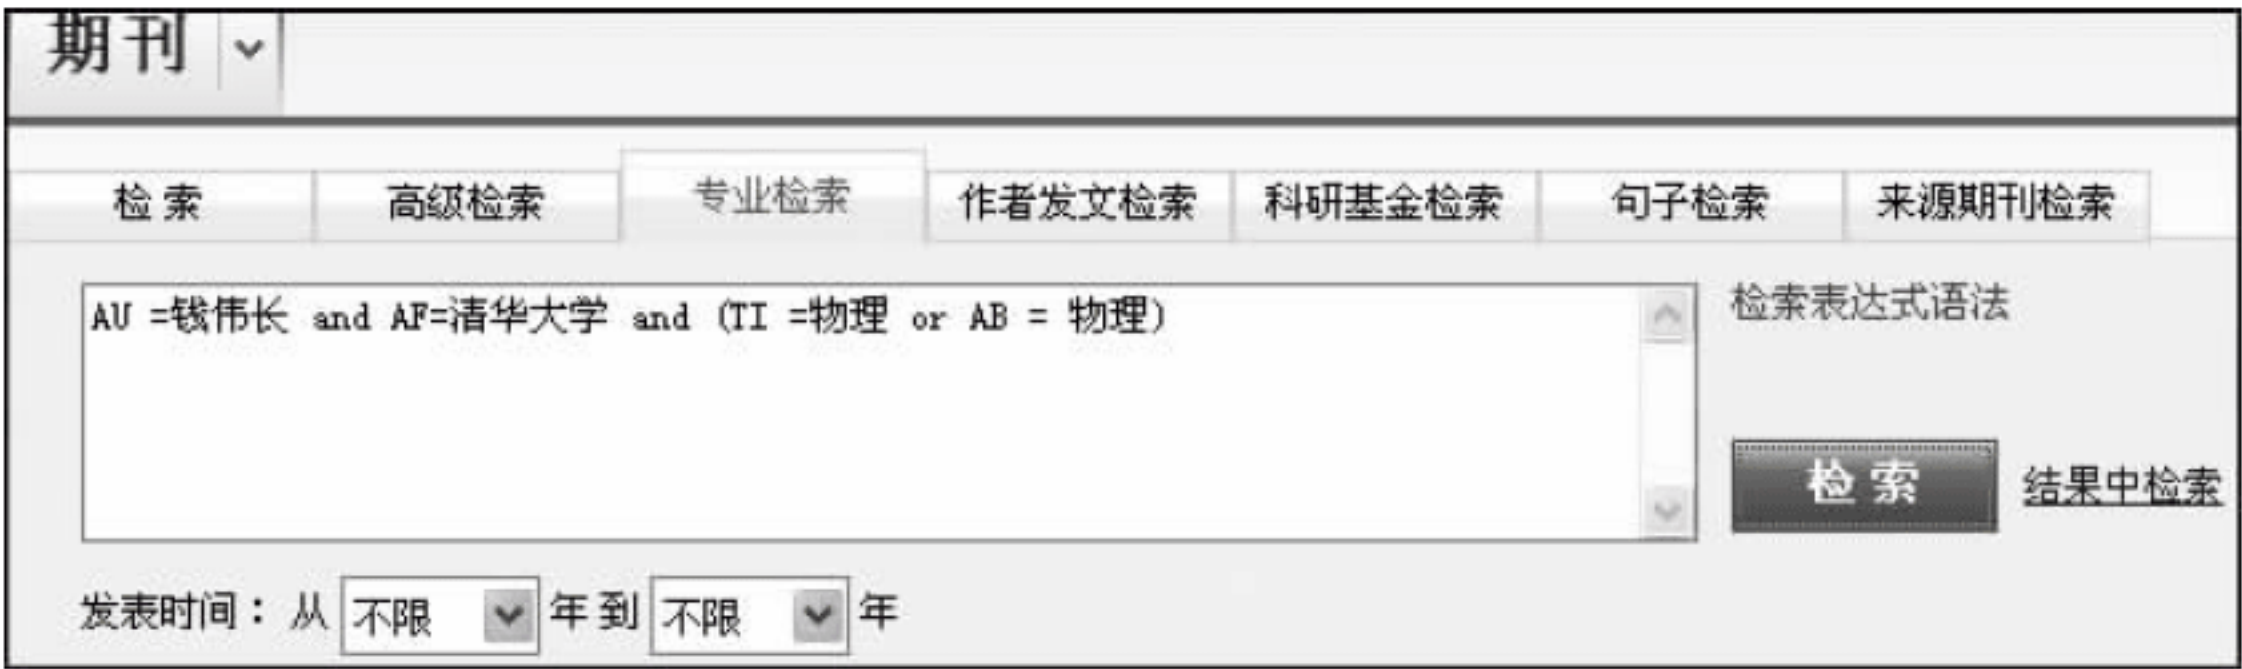 期刊
检索 高级检索 专业检索 作者发文检索 科研基金检索 句子检索 来源期刊检索
AU =钱伟长 and AF=清华大学 and (TI =物理 or AB = 物理)
检索表达式语法
检索 结果中检索
发表时间：从 不限 年到 不限 年